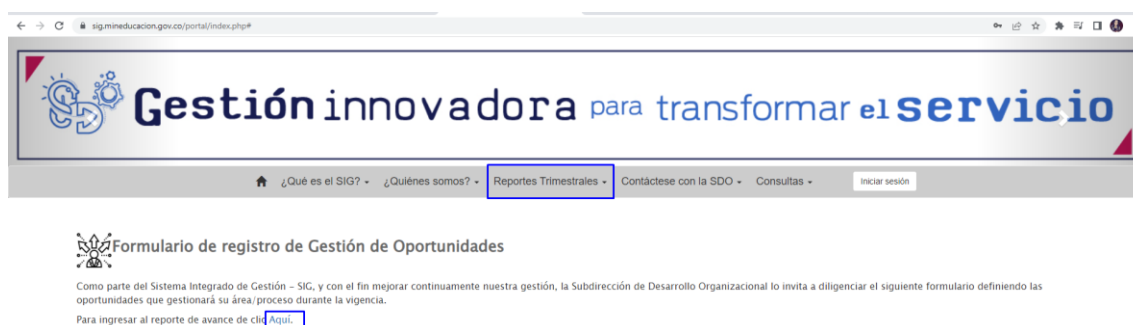 sig.mineducacion.gov.co/portal/index.php#
Gestión innovadora para transformar el servicio
¿Qué es el SIG? ¿Quiénes somos? Reportes Trimestrales Contáctese con la SDO Consultas Iniciar sesión
Formulario de registro de Gestión de Oportunidades
Como parte del Sistema Integrado de Gestión – SIG, y con el fin mejorar continuamente nuestra gestión, la Subdirección de Desarrollo Organizacional lo invita a diligenciar el siguiente formulario definiendo las
oportunidades que gestionará su área/proceso durante la vigencia.
Para ingresar al reporte de avance de clic Aquí.